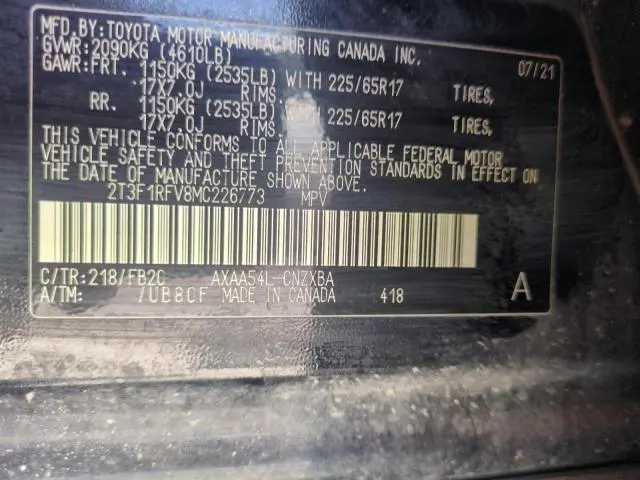 MFD.BY:TOYOTA MOTOR MANUFACTURING CANADA INC.
GVWR:2090KG (4610LB) 07/21
GAWR:FRT. 1150KG (2535LB) WITH 225/65R17 TIRES,
17X7.0J RIMS.
RR. 1150KG (2535LB) WITH 225/65R17 TIRES,
17X7.0J RIMS.
THIS VEHICLE CONFORMS TO ALL APPLICABLE FEDERAL MOTOR
VEHICLE SAFETY AND THEFT PREVENTION STANDARDS IN EFFECT ON
THE DATE OF MANUFACTURE SHOWN ABOVE.
2T3F1RFV8MC226773 MPV
C/TR:218/FB20 AXAA54L-CNZXBA
A/TM: /UB8CF MADE IN CANADA 418 A